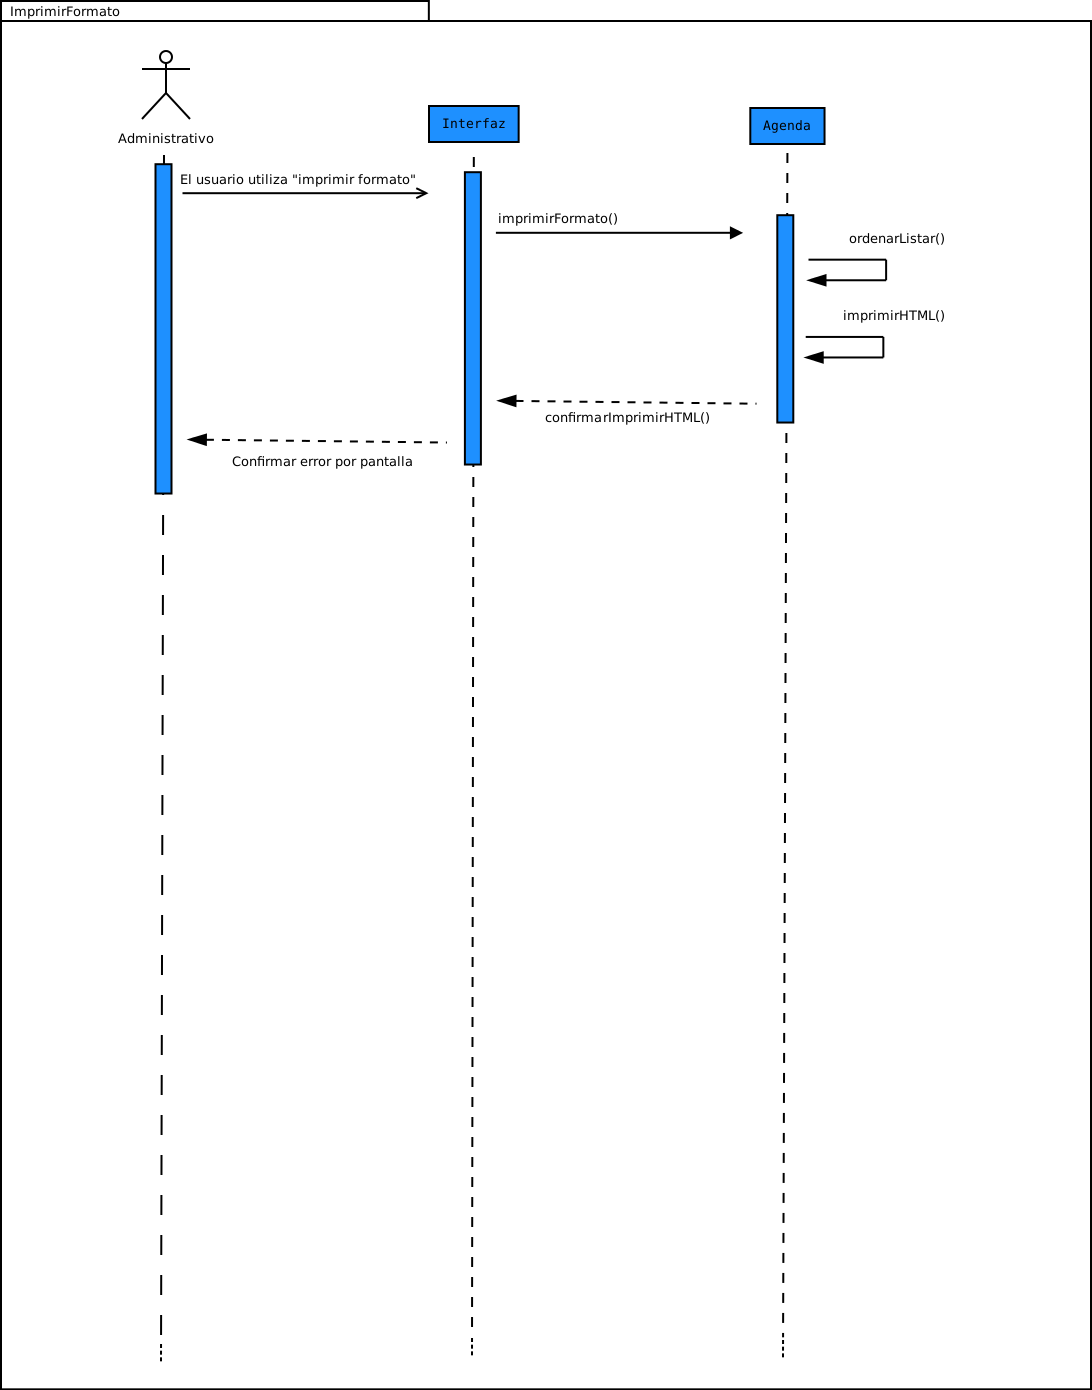 ImprimirFormato
Administrativo
Interfaz
Agenda
El usuario utiliza "imprimir formato"
imprimirFormato()
ordenarListar()
imprimirHTML()
confirmarImprimirHTML()
Confirmar error por pantalla